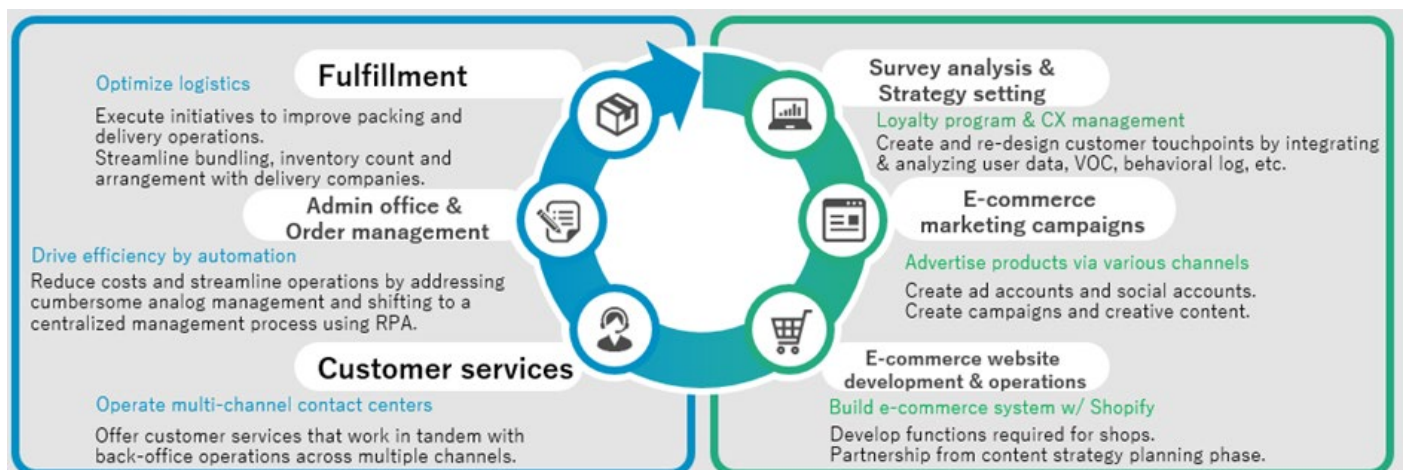 Fulfillment
Optimize logistics
Execute initiatives to improve packing and
delivery operations.
Streamline bundling, inventory count and
arrangement with delivery companies.
Admin office &
Order management
Drive efficiency by automation
Reduce costs and streamline operations by addressing
cumbersome analog management and shifting to a
centralized management process using RPA.
Customer services
Operate multi-channel contact centers
Offer customer services that work in tandem with
back-office operations across multiple channels.
Survey analysis &
Strategy setting
Loyalty program & CX management
Create and re-design customer touchpoints by integrating
& analyzing user data, VOC, behavioral log, etc.
E-commerce
marketing campaigns
Advertise products via various channels
Create ad accounts and social accounts.
Create campaigns and creative content.
E-commerce website
development & operations
Build e-commerce system w/ Shopify
Develop functions required for shops.
Partnership from content strategy planning phase.